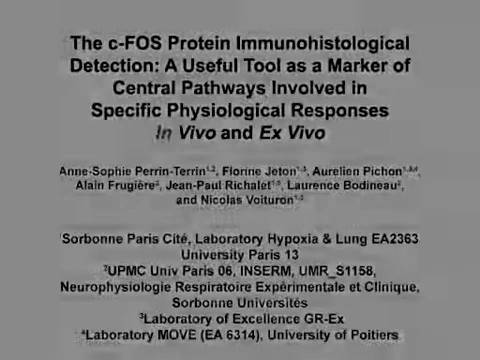 The c-FOS Protein Immunohistological
Detection: A Useful Tool as a Marker of
Central Pathways Involved in
Specific Physiological Responses
In Vivo and Ex Vivo
Anne-Sophie Perrin-Terrin¹,², Florine Jeton¹,³, Aurelien Pichon¹,³,⁴,
Alain Frugière², Jean-Paul Richalet¹,³, Laurence Bodineau²,
and Nicolas Voituron¹,³
Sorbonne Paris Cité, Laboratory Hypoxia & Lung EA2363
University Paris 13
²UPMC Univ Paris 06, INSERM, UMR_S1158,
Neurophysiologie Respiratoire Expérimentale et Clinique,
Sorbonne Universités
³Laboratory of Excellence GR-Ex
⁴Laboratory MOVE (EA 6314), University of Poitiers